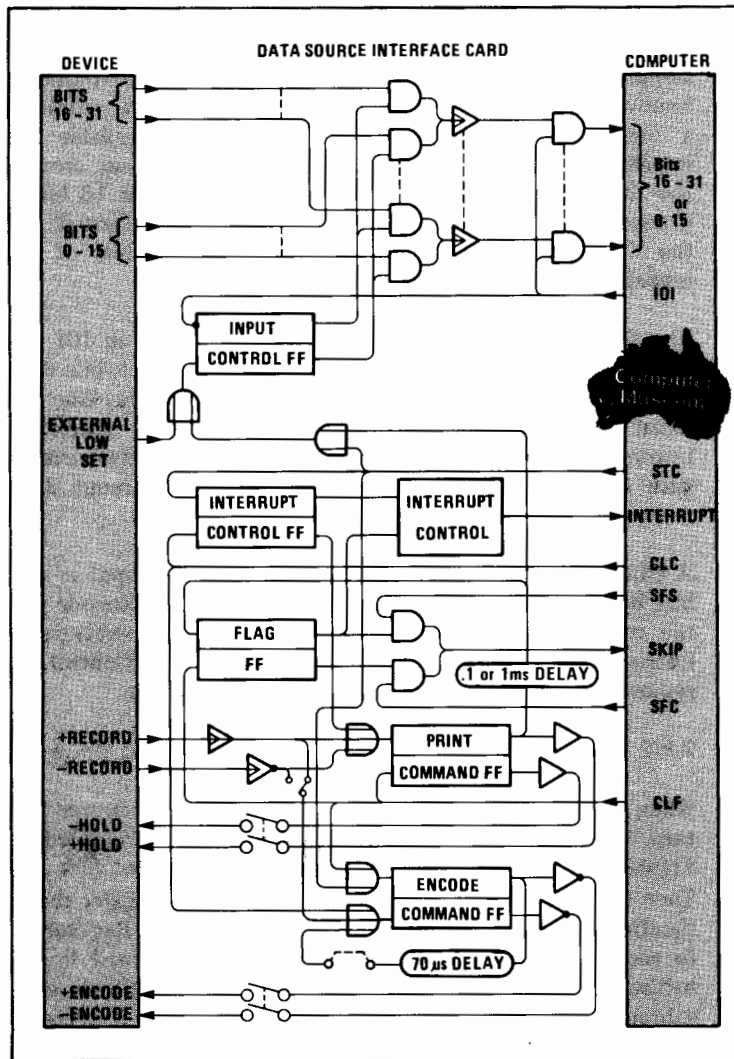 DATA SOURCE INTERFACE CARD
DEVICE
COMPUTER
BITS
16 - 31
BITS
0 - 15
Bits
16 - 31
or
0- 15
IOI
INPUT
CONTROL FF
Computer
Museum
EXTERNAL
LOW
SET
STC
INTERRUPT
CONTROL FF
INTERRUPT
CONTROL
INTERRUPT
CLC
SFS
FLAG
FF
SKIP
.1 or 1ms DELAY
SFC
+RECORD
-RECORD
PRINT
COMMAND FF
CLF
-HOLD
+HOLD
ENCODE
COMMAND FF
70 µs DELAY
+ENCODE
-ENCODE